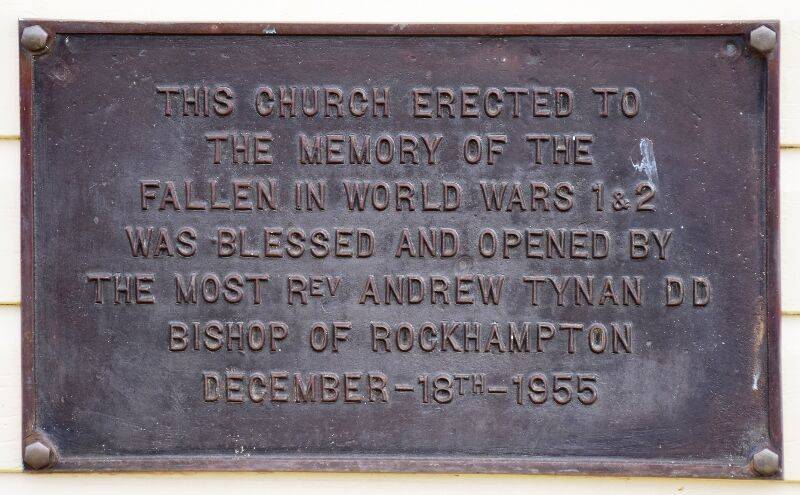 THIS CHURCH ERECTED TO
THE MEMORY OF THE
FALLEN IN WORLD WARS 1 & 2
WAS BLESSED AND OPENED BY
THE MOST REV ANDREW TYNAN D D
BISHOP OF ROCKHAMPTON
DECEMBER-18TH-1955